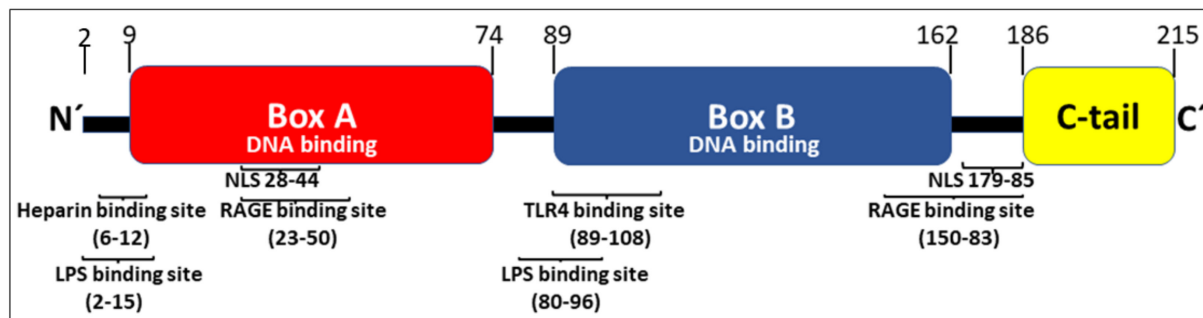 2 9 74 89 162 186 215
N´ Box A Box B C-tail C´
DNA binding DNA binding
NLS 28-44 NLS 179-85
Heparin binding site RAGE binding site TLR4 binding site RAGE binding site
(6-12) (23-50) (89-108) (150-83)
LPS binding site LPS binding site
(2-15) (80-96)